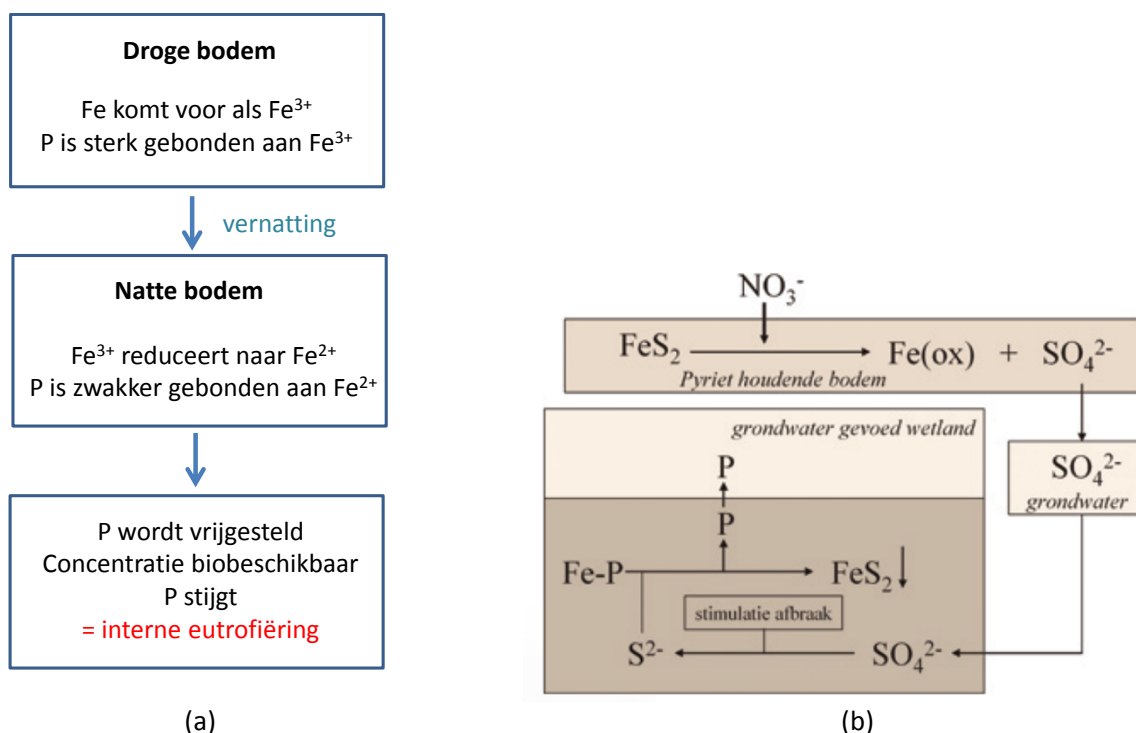 Droge bodem
Fe komt voor als Fe³⁺
P is sterk gebonden aan Fe³⁺
vernatting
Natte bodem
Fe³⁺ reduceert naar Fe²⁺
P is zwakker gebonden aan Fe²⁺
P wordt vrijgesteld
Concentratie biobeschikbaar
P stijgt
= interne eutrofiëring
(a)
NO₃⁻
FeS₂ Fe(ox) + SO₄²⁻
Pyriet houdende bodem
grondwater gevoed wetland
P
SO₄²⁻
grondwater
P
Fe-P FeS₂
stimulatie afbraak
S²⁻ SO₄²⁻
(b)